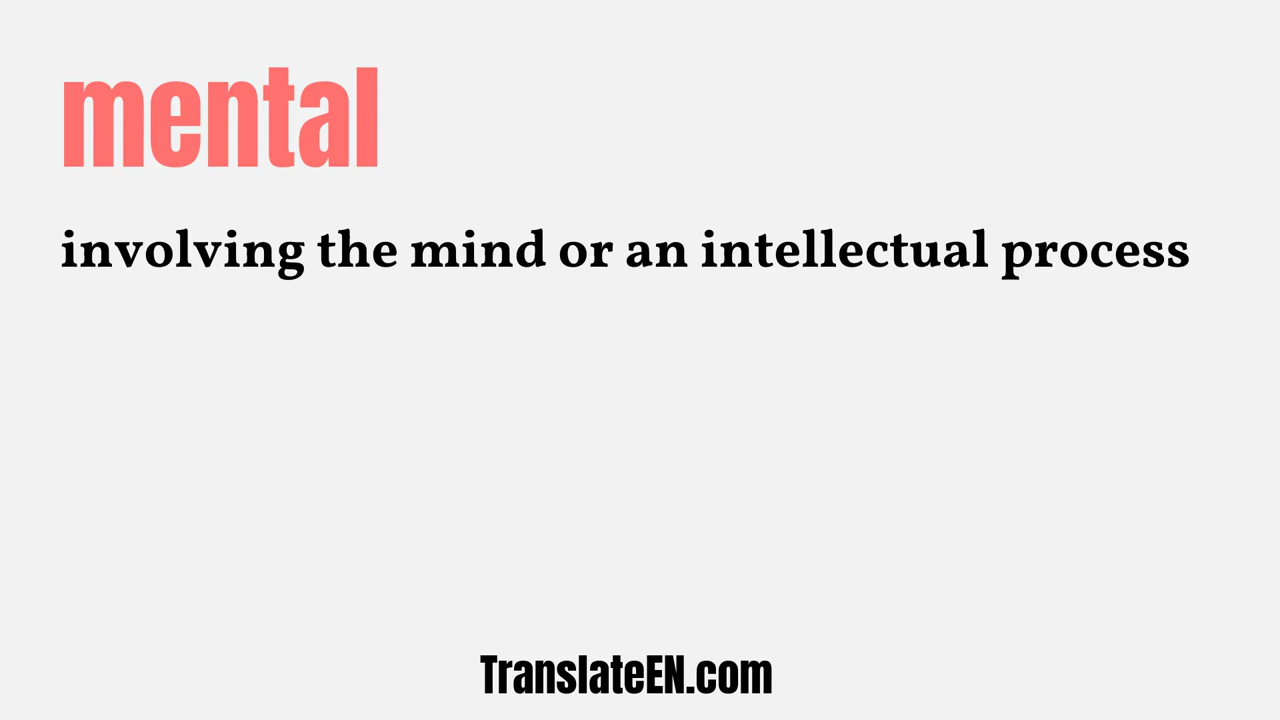 mental
involving the mind or an intellectual process
TranslateEN.com